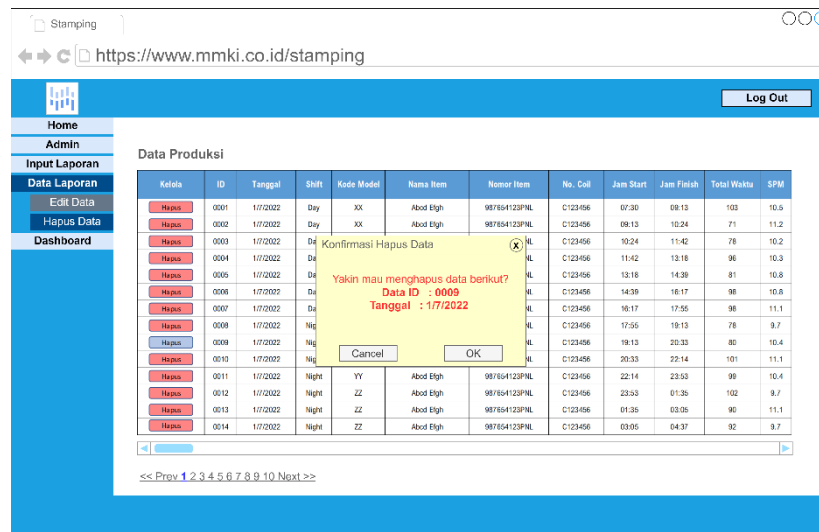 Stamping
https://www.mmki.co.id/stamping
Log Out
Home
Admin
Input Laporan
Data Laporan
Edit Data
Hapus Data
Dashboard
Data Produksi
Kelola ID Tanggal Shift Kode Model Nama Item Nomor Item No. Coil Jam Start Jam Finish Total Waktu SPM
Hapus 0001 1/7/2022 Day XX Abcd Efgh 987654123PNL C123456 07:30 09:13 103 10.5
Hapus 0002 1/7/2022 Day XX Abcd Efgh 987654123PNL C123456 09:13 10:24 71 11.2
Hapus 0003 1/7/2022 C123456 10:24 11:42 78 10.2
Hapus 0004 1/7/2022 C123456 11:42 13:18 96 10.3
Hapus 0005 1/7/2022 C123456 13:18 14:39 81 10.8
Hapus 0006 1/7/2022 C123456 14:39 16:17 98 10.8
Hapus 0007 1/7/2022 C123456 16:17 17:55 98 11.1
Hapus 0008 1/7/2022 C123456 17:55 19:13 78 9.7
Hapus 0009 1/7/2022 C123456 19:13 20:33 80 10.4
Hapus 0010 1/7/2022 C123456 20:33 22:14 101 11.1
Hapus 0011 1/7/2022 Night YY Abcd Efgh 987654123PNL C123456 22:14 23:53 99 10.4
Hapus 0012 1/7/2022 Night ZZ Abcd Efgh 987654123PNL C123456 23:53 01:35 102 9.7
Hapus 0013 1/7/2022 Night ZZ Abcd Efgh 987654123PNL C123456 01:35 03:05 90 11.1
Hapus 0014 1/7/2022 Night ZZ Abcd Efgh 987654123PNL C123456 03:05 04:37 92 9.7
Konfirmasi Hapus Data X
Yakin mau menghapus data berikut?
Data ID : 0009
Tanggal : 1/7/2022
Cancel OK
<< Prev 1 2 3 4 5 6 7 8 9 10 Next >>